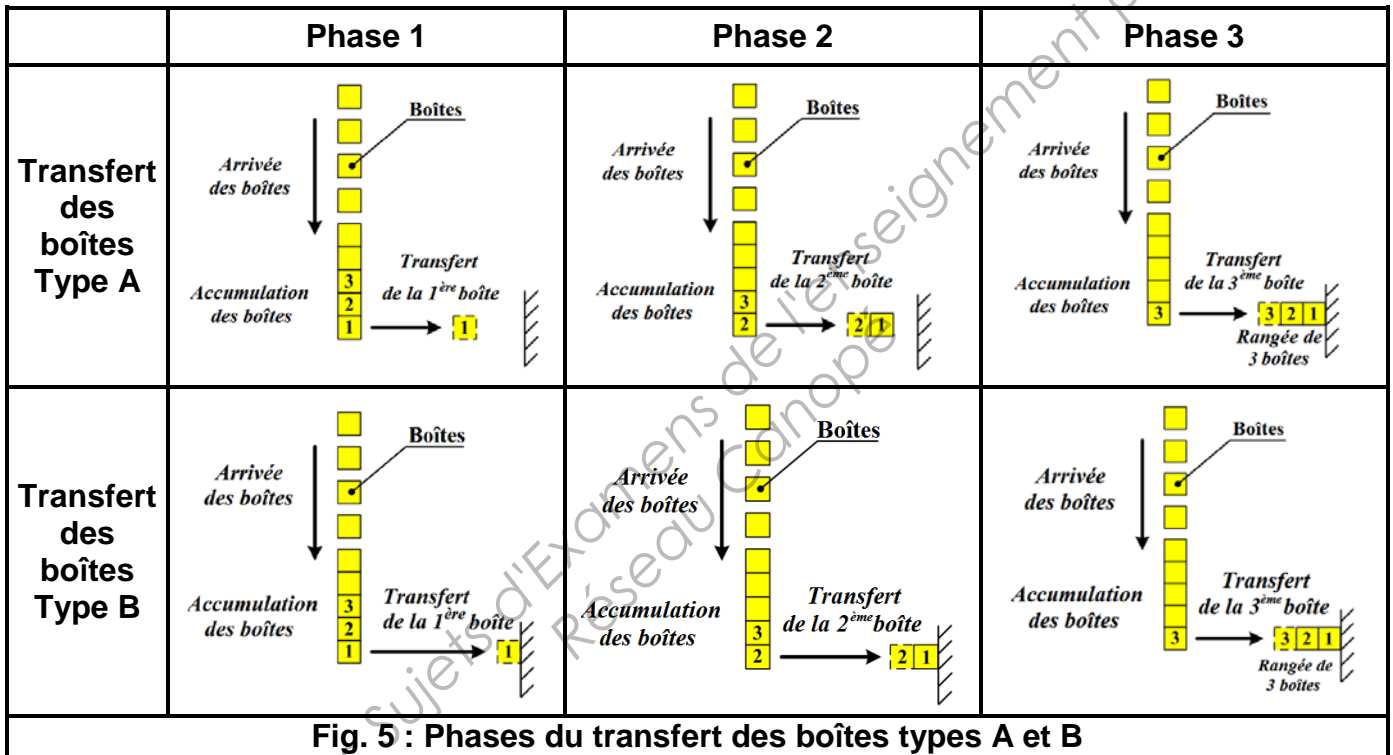 Phase 1
Phase 2
Phase 3
Transfert
des
boîtes
Type A
Boîtes
Arrivée
des boîtes
Transfert
de la 1ère boîte
Accumulation
des boîtes
3
2
1
1
Boîtes
Arrivée
des boîtes
Transfert
de la 2ème boîte
Accumulation
des boîtes
3
2
2 1
Boîtes
Arrivée
des boîtes
Transfert
de la 3ème boîte
Accumulation
des boîtes
3
3 2 1
Rangée de
3 boîtes
Transfert
des
boîtes
Type B
Boîtes
Arrivée
des boîtes
Transfert
de la 1ère boîte
Accumulation
des boîtes
3
2
1
1
Boîtes
Arrivée
des boîtes
Transfert
de la 2ème boîte
Accumulation
des boîtes
3
2
2 1
Boîtes
Arrivée
des boîtes
Transfert
de la 3ème boîte
Accumulation
des boîtes
3
3 2 1
Rangée de
3 boîtes
Fig. 5 : Phases du transfert des boîtes types A et B
Sujets d'Examens de l'enseignement
Réseau Canopé